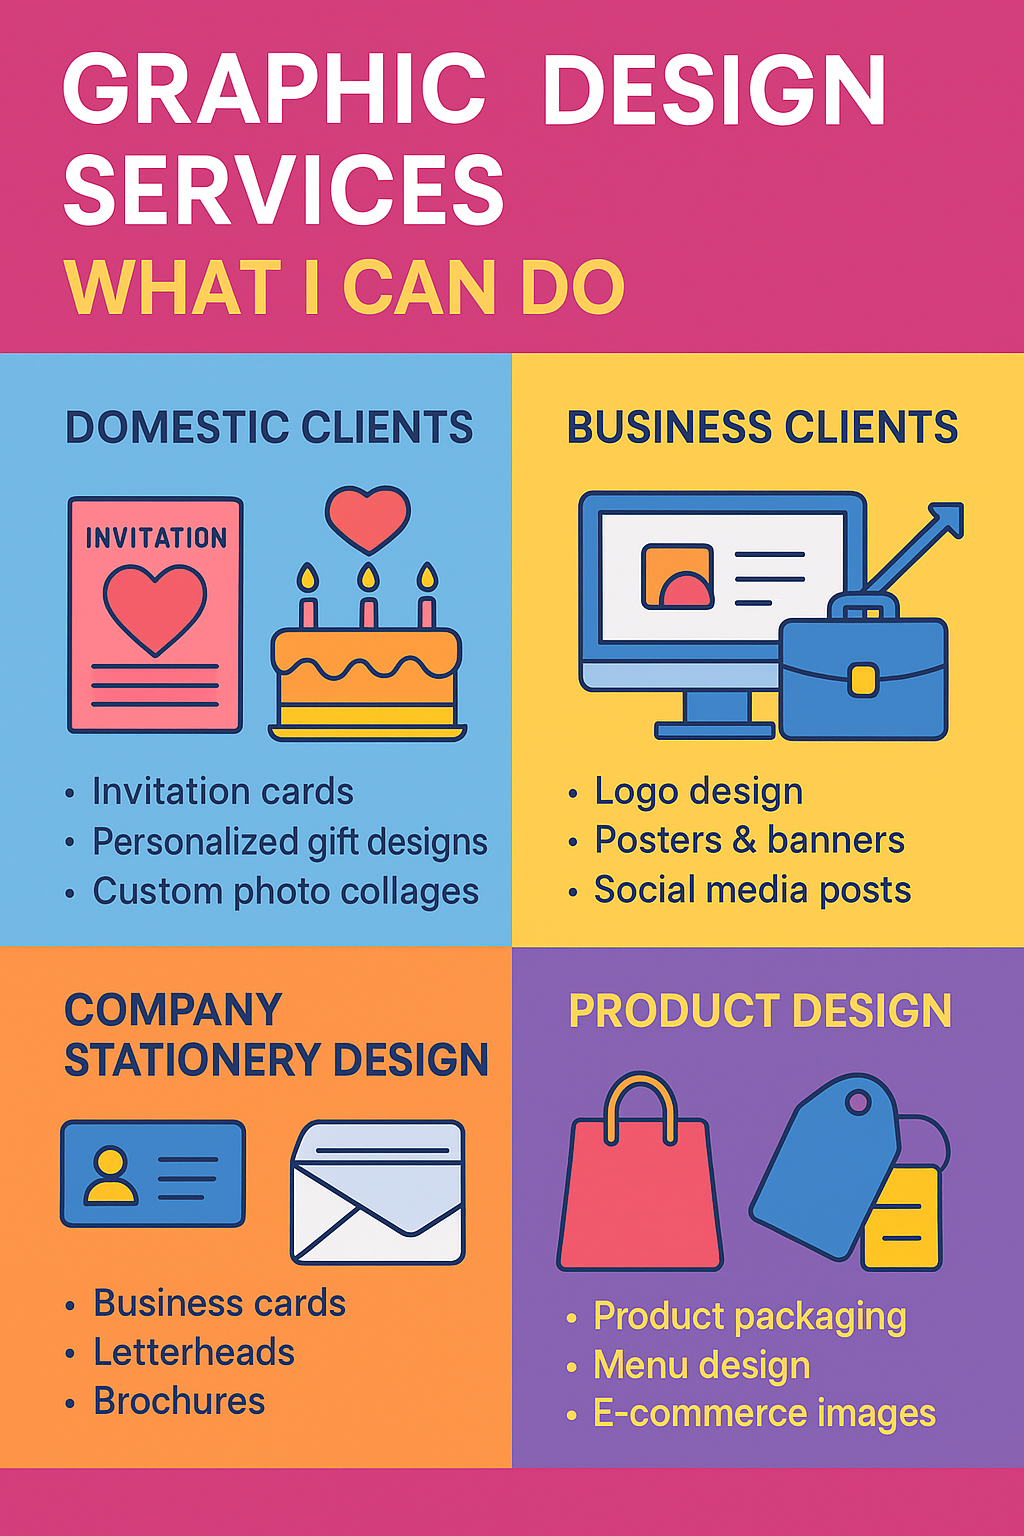 GRAPHIC DESIGN
SERVICES
WHAT I CAN DO
DOMESTIC CLIENTS
INVITATION
• Invitation cards
• Personalized gift designs
• Custom photo collages
BUSINESS CLIENTS
• Logo design
• Posters & banners
• Social media posts
COMPANY
STATIONERY DESIGN
• Business cards
• Letterheads
• Brochures
PRODUCT DESIGN
• Product packaging
• Menu design
• E-commerce images